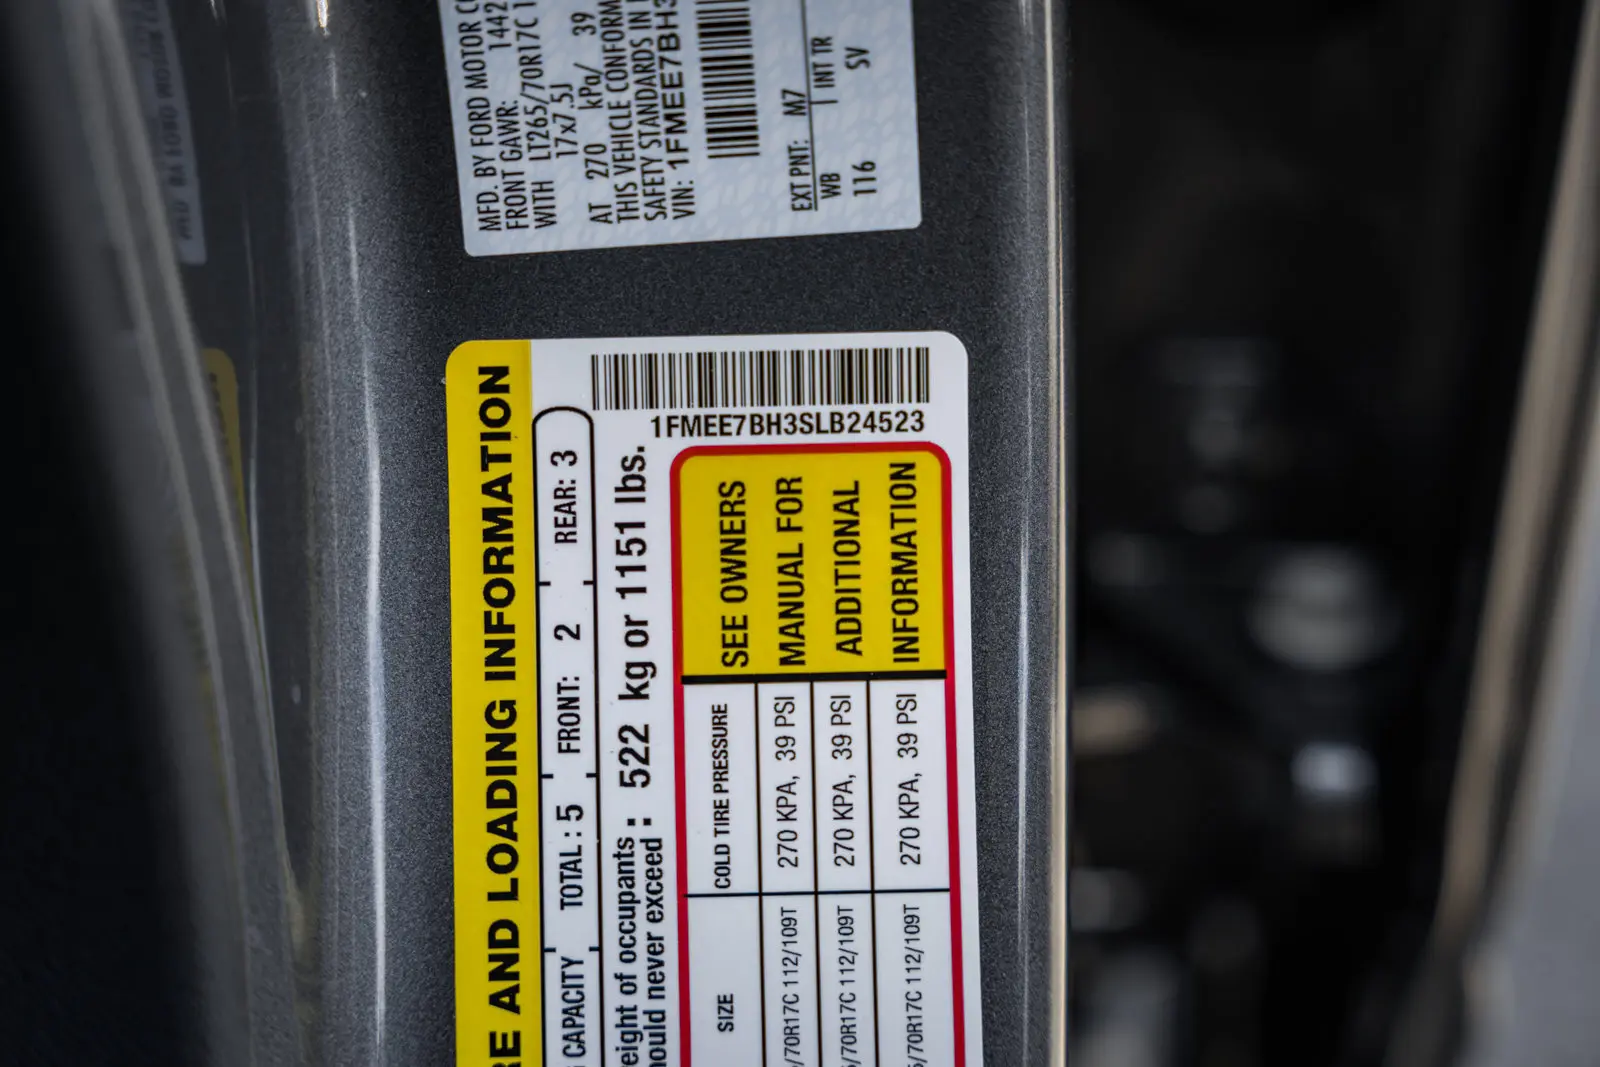 MFD. BY FORD MOTOR
FRONT GAWR: 1442
WITH LT265/70R17C
17x7.5J
AT 270 kPa/ 39
THIS VEHICLE CONFORM
SAFETY STANDARDS IN
VIN: 1FMEE7BH3
EXT PNT: M7
WB INT TR
116 SV
AND LOADING INFORMATION
CAPACITY TOTAL : 5 FRONT: 2 REAR: 3
eight of occupants
ould never exceed : 522 kg or 1151 lbs.
1FMEE7BH3SLB24523
SIZE COLD TIRE PRESSURE
/70R17C 112/109T 270 KPA, 39 PSI
/70R17C 112/109T 270 KPA, 39 PSI
/70R17C 112/109T 270 KPA, 39 PSI
SEE OWNERS
MANUAL FOR
ADDITIONAL
INFORMATION